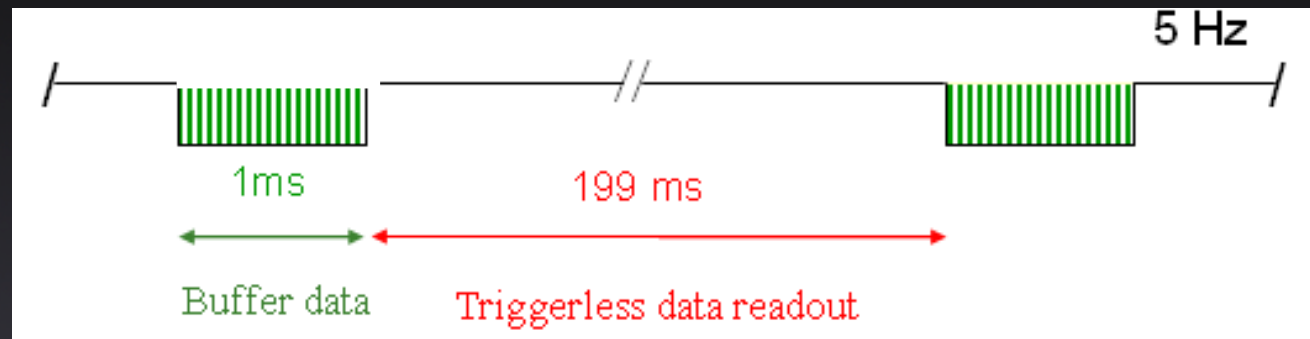 5 Hz
1ms
199 ms
Buffer data
Triggerless data readout